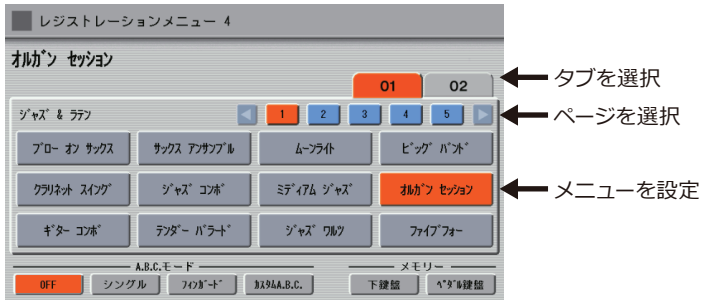 レジストレーションメニュー 4
オルガン セッション
01 02 タブを選択
ジャズ & ラテン 1 2 3 4 5 ページを選択
ブロー オン サックス サックス アンサンブル ムーンライト ビッグ バンド
クラリネット スイング ジャズ コンボ ミディアム ジャズ オルガン セッション メニューを設定
ギター コンボ テンダー バラード ジャズ ワルツ ファイブフォー
A.B.C.モード メモリー
OFF シングル フィンガード カスタムA.B.C. 下鍵盤 ペダル鍵盤